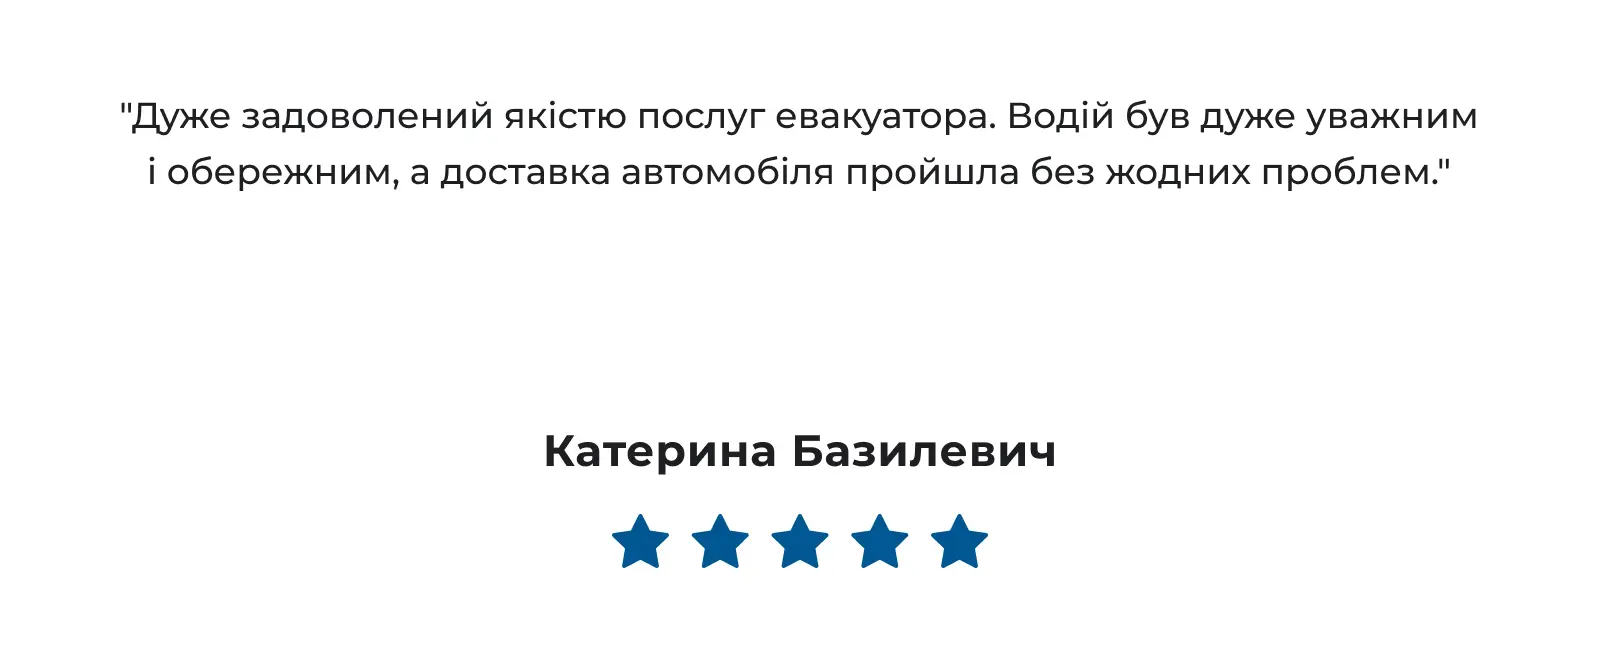 "Дуже задоволений якістю послуг евакуатора. Водій був дуже уважним
і обережним, а доставка автомобіля пройшла без жодних проблем."
Катерина Базилевич